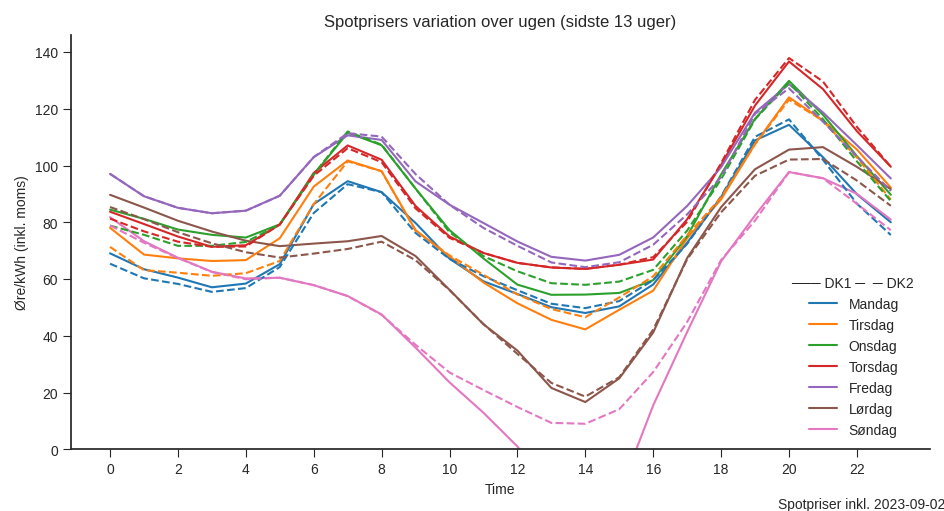 Spotprisers variation over ugen (sidste 13 uger)
Øre/kWh (inkl. moms)
140
120
100
80
60
40
20
0
0 2 4 6 8 10 12 14 16 18 20 22
Time
DK1 DK2
Mandag
Tirsdag
Onsdag
Torsdag
Fredag
Lørdag
Søndag
Spotpriser inkl. 2023-09-02